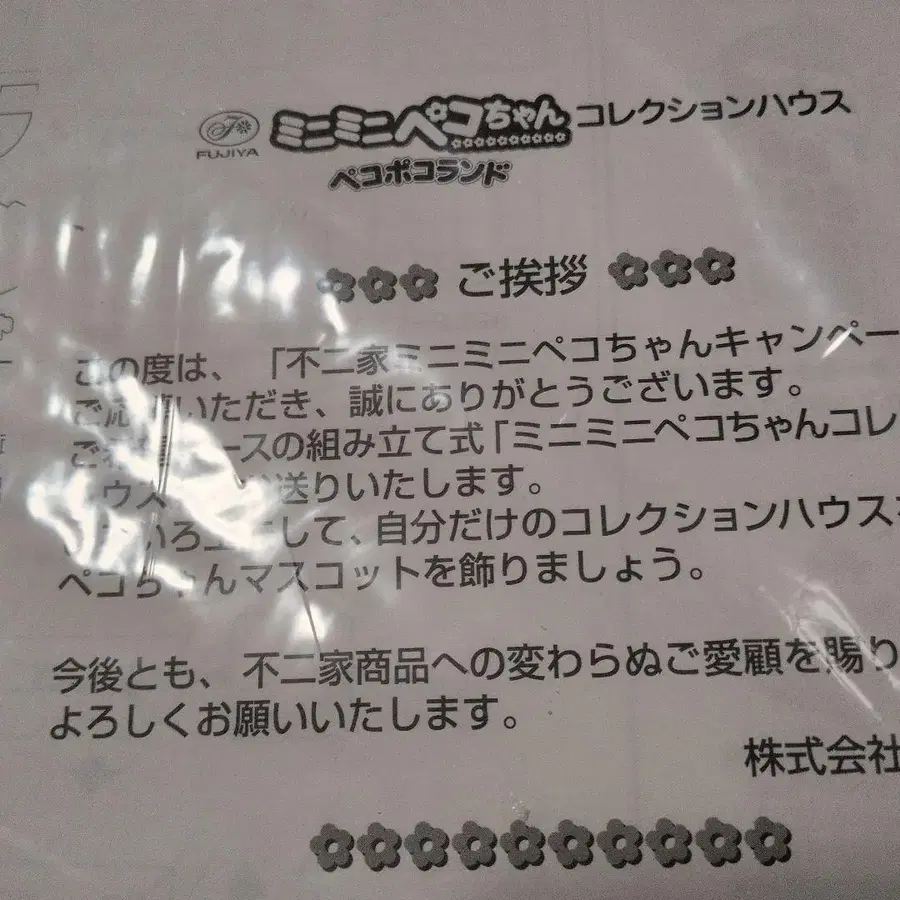 FUJIYA
ミニミニペコちゃん コレクションハウス
ペコポコランド
ご挨拶
この度は、「不二家ミニミニペコちゃんキャンペー
いただき、誠にありがとうございます。
ースの組み立て式「ミニミニペコちゃんコレ
ウス 送りいたします。
いろ して、自分だけのコレクションハウス
ペコちゃんマスコットを飾りましょう。
今後とも、不二家商品への変わらぬご愛顧を賜り
よろしくお願いいたします。
株式会社